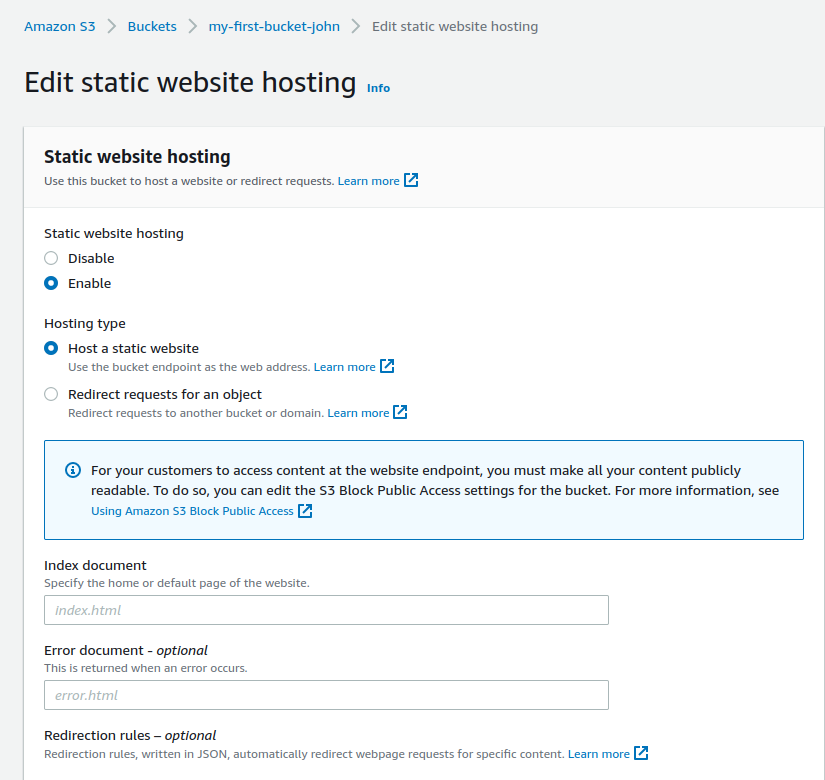 Amazon S3 > Buckets > my-first-bucket-john > Edit static website hosting
Edit static website hosting Info
Static website hosting
Use this bucket to host a website or redirect requests. Learn more
Static website hosting
Disable
Enable
Hosting type
Host a static website
Use the bucket endpoint as the web address. Learn more
Redirect requests for an object
Redirect requests to another bucket or domain. Learn more
For your customers to access content at the website endpoint, you must make all your content publicly
readable. To do so, you can edit the S3 Block Public Access settings for the bucket. For more information, see
Using Amazon S3 Block Public Access
Index document
Specify the home or default page of the website.
index.html
Error document - optional
This is returned when an error occurs.
error.html
Redirection rules – optional
Redirection rules, written in JSON, automatically redirect webpage requests for specific content. Learn more